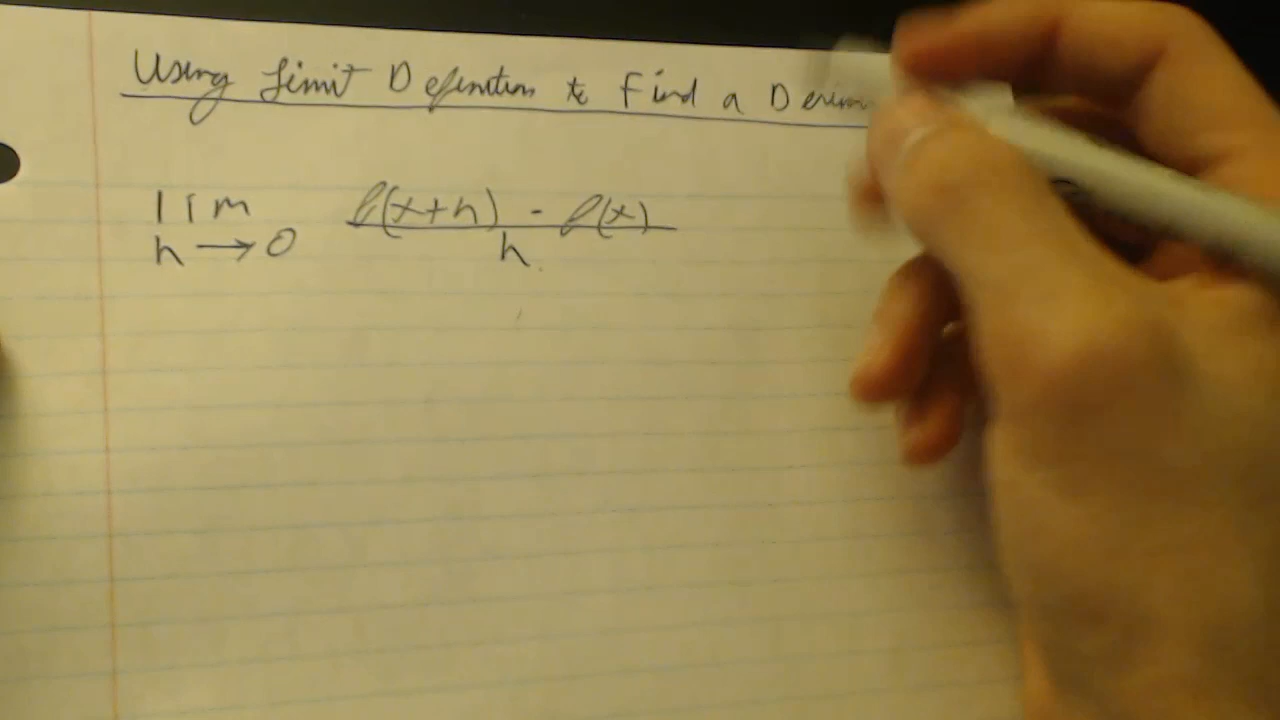 Using Limit Definition to Find a
lim f(x+h) - f(x)
h → 0 h